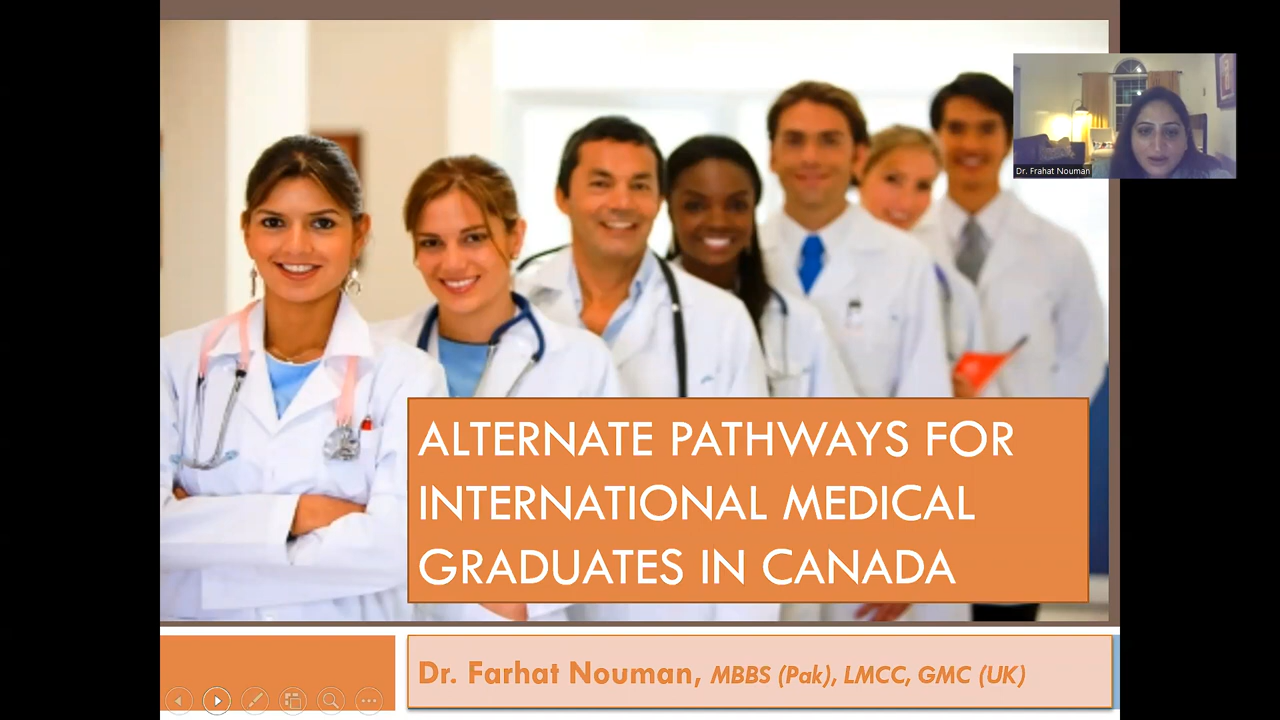 Dr. Frahat Nouman
ALTERNATE PATHWAYS FOR
INTERNATIONAL MEDICAL
GRADUATES IN CANADA
Dr. Farhat Nouman, MBBS (Pak), LMCC, GMC (UK)